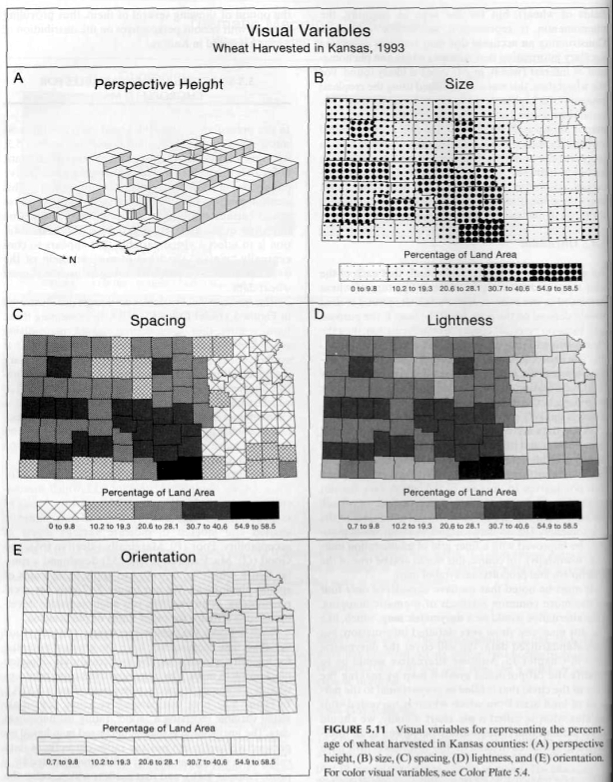 Visual Variables
Wheat Harvested in Kansas, 1993
A
Perspective Height
N
B
Size
Percentage of Land Area
0 to 9.8 10.2 to 19.3 20.6 to 28.1 30.7 to 40.6 54.9 to 58.5
C
Spacing
Percentage of Land Area
0 to 9.8 10.2 to 19.3 20.6 to 28.1 30.7 to 40.6 54.9 to 58.5
D
Lightness
Percentage of Land Area
0.7 to 9.8 10.2 to 19.3 20.6 to 28.1 30.7 to 40.6 54.9 to 58.5
E
Orientation
Percentage of Land Area
0.7 to 9.8 10.2 to 19.3 20.6 to 28.1 30.7 to 40.6 54.9 to 58.5
FIGURE 5.11 Visual variables for representing the percent-
age of wheat harvested in Kansas counties: (A) perspective
height, (B) size, (C) spacing, (D) lightness, and (E) orientation.
For color visual variables, see Color Plate 5.4.